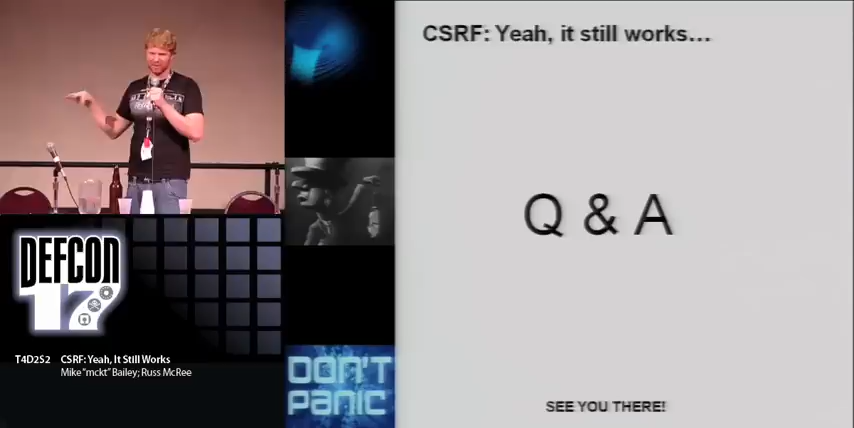 CSRF: Yeah, it still works...
Q & A
SEE YOU THERE!
DEFCON
17
T4D2S2 CSRF: Yeah, It Still Works
Mike "mckt" Bailey; Russ McRee
DON'T
PANIC